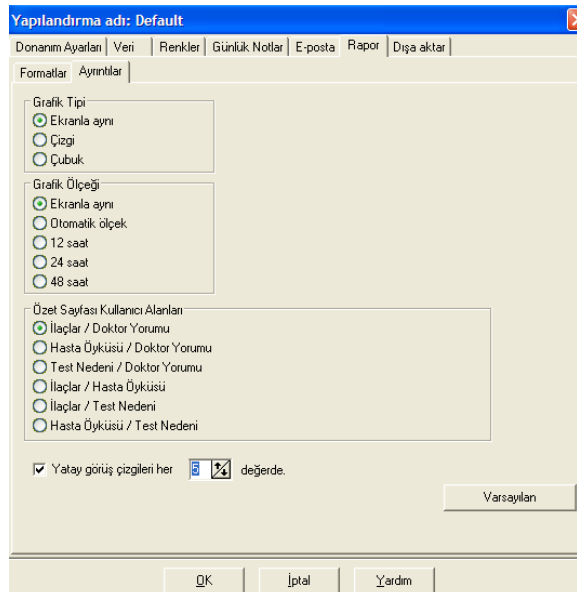 Yapılandırma adı: Default
Donanım Ayarları Veri Renkler Günlük Notlar E-posta Rapor Dışa aktar
Formatlar Ayrıntılar
Grafik Tipi
Ekranla aynı
Çizgi
Çubuk
Grafik Ölçeği
Ekranla aynı
Otomatik ölçek
12 saat
24 saat
48 saat
Özet Sayfası Kullanıcı Alanları
İlaçlar / Doktor Yorumu
Hasta Öyküsü / Doktor Yorumu
Test Nedeni / Doktor Yorumu
İlaçlar / Hasta Öyküsü
İlaçlar / Test Nedeni
Hasta Öyküsü / Test Nedeni
Yatay görüş çizgileri her 5 değerde.
Varsayılan
OK İptal Yardım